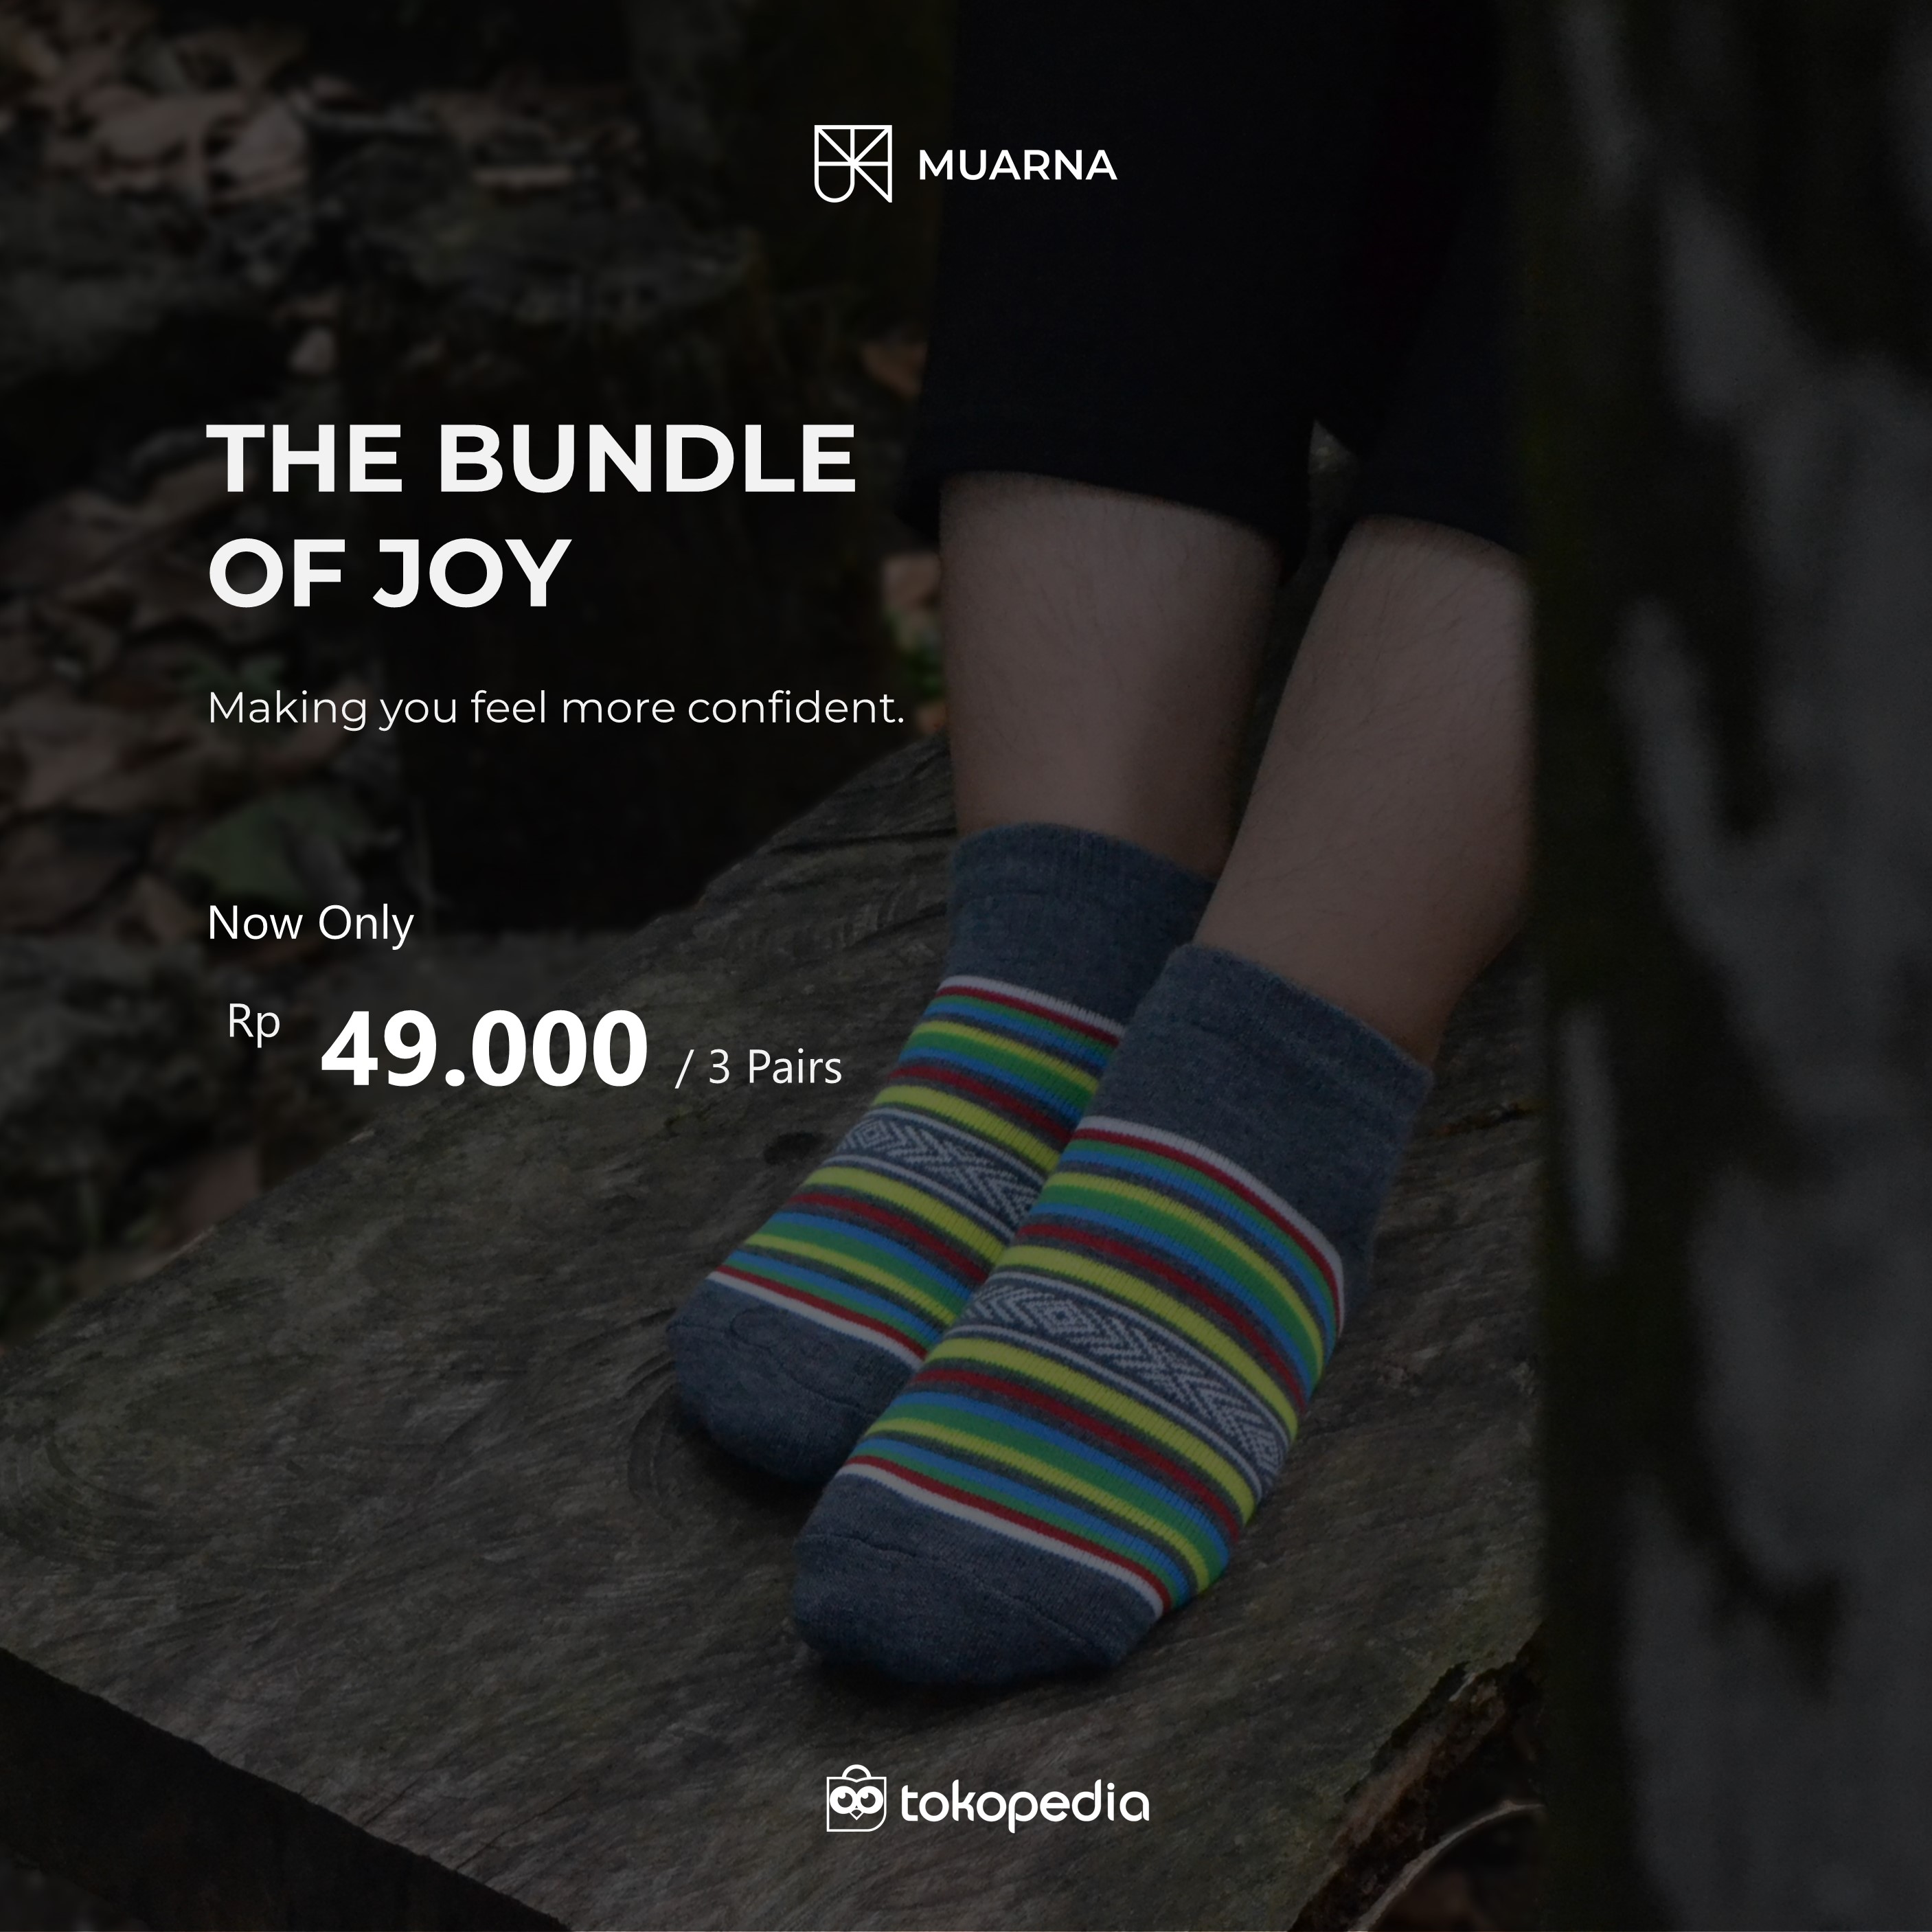 MUARNA
THE BUNDLE
OF JOY
Making you feel more confident.
Now Only
Rp 49.000 / 3 Pairs
tokopedia